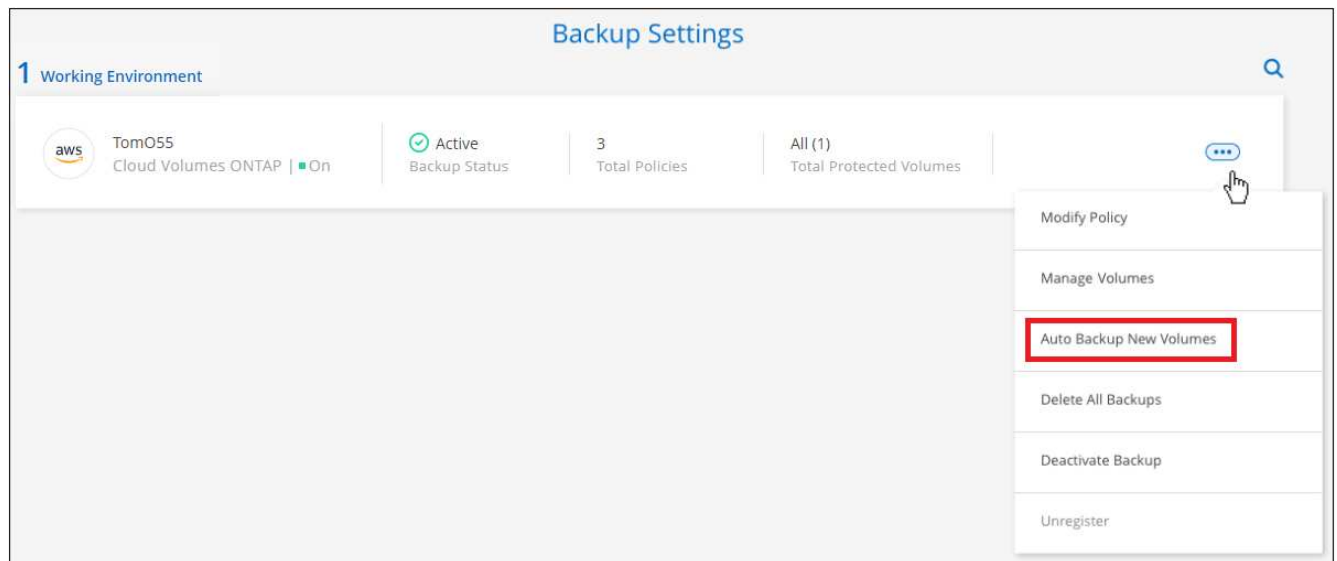 Backup Settings
1 Working Environment
aws
TomO55
Cloud Volumes ONTAP | On
Active
Backup Status
3
Total Policies
All (1)
Total Protected Volumes
Modify Policy
Manage Volumes
Auto Backup New Volumes
Delete All Backups
Deactivate Backup
Unregister